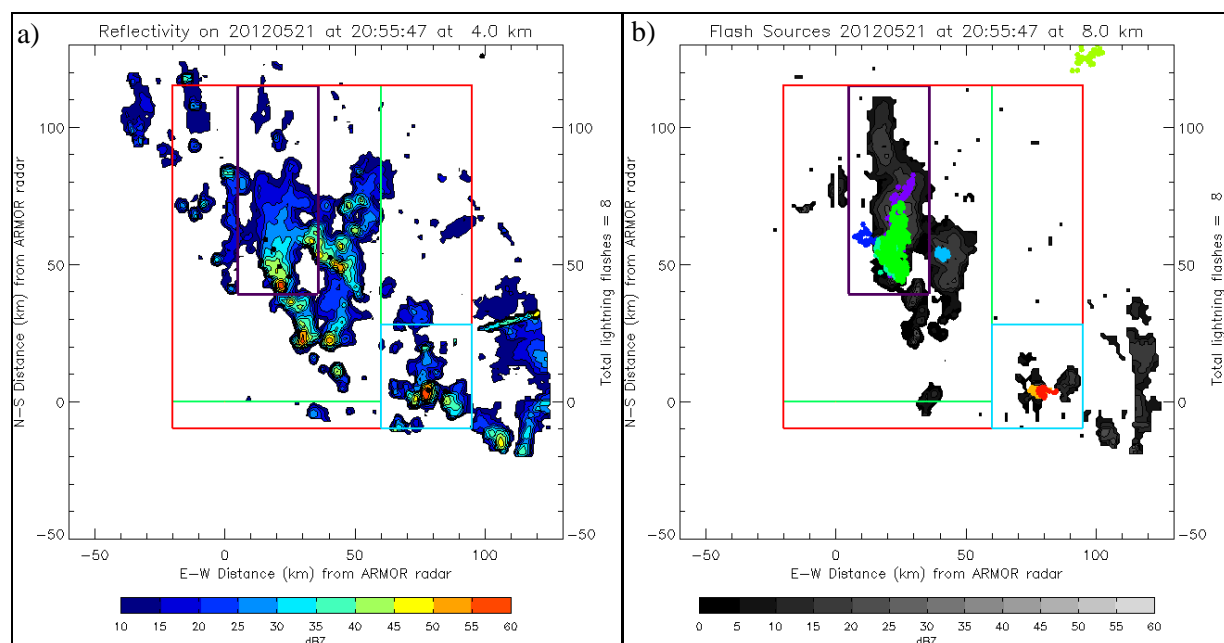 a)
Reflectivity on 20120521 at 20:55:47 at 4.0 km
N-S Distance (km) from ARMOR radar
100
50
0
-50
100
50
0
-50
Total lightning flashes = 8
-50 0 50 100
E-W Distance (km) from ARMOR radar
10 15 20 25 30 35 40 45 50 55 60
dBZ
b)
Flash Sources 20120521 at 20:55:47 at 8.0 km
N-S Distance (km) from ARMOR radar
100
50
0
-50
100
50
0
-50
Total lightning flashes = 8
-50 0 50 100
E-W Distance (km) from ARMOR radar
0 5 10 15 20 25 30 35 40 45 50 55 60
dBZ